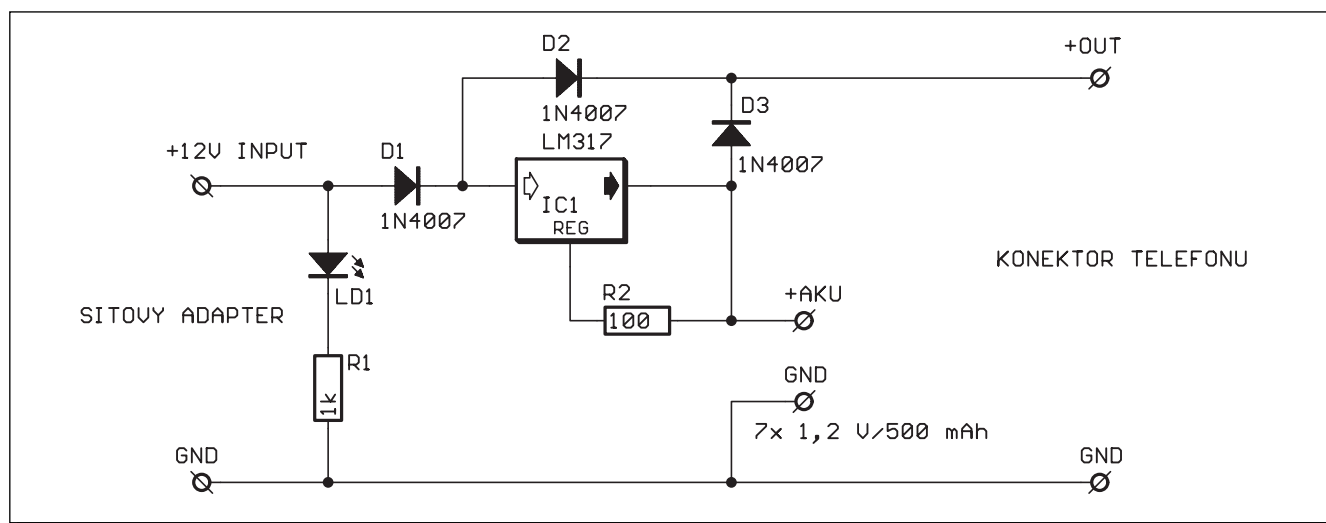 D2
+OUT
1N4007
D3
LM317
+12V INPUT
D1
1N4007
1N4007
IC1
REG
KONEKTOR TELEFONU
LD1
R2
+AKU
SITOVY ADAPTER
100
R1
1k
GND
7x 1,2 V/500 mAh
GND
GND